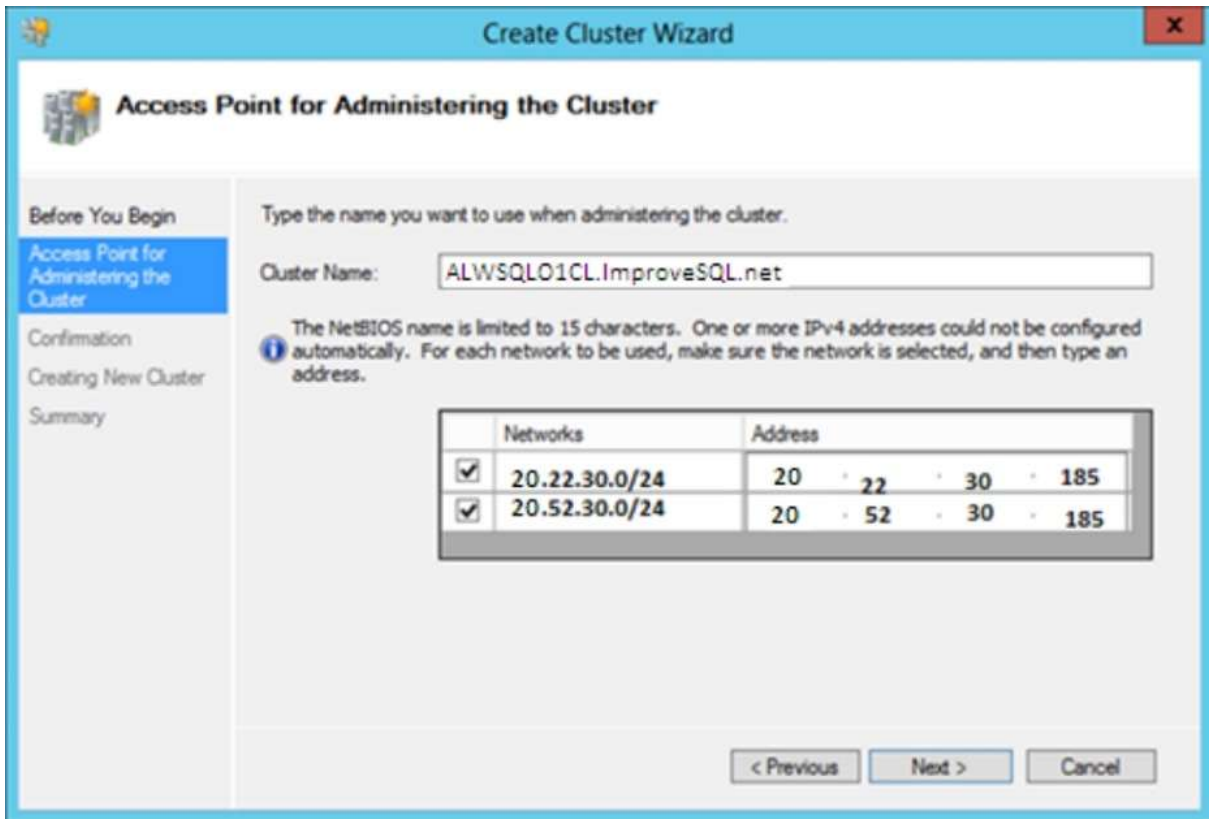 Create Cluster Wizard
x
Access Point for Administering the Cluster
Before You Begin
Access Point for
Administering the
Cluster
Confirmation
Creating New Cluster
Summary
Type the name you want to use when administering the cluster.
Cluster Name: ALWSQLO1CL.ImproveSQL.net
The NetBIOS name is limited to 15 characters. One or more IPv4 addresses could not be configured
automatically. For each network to be used, make sure the network is selected, and then type an
address.
Networks Address
20.22.30.0/24 20 . 22 . 30 . 185
20.52.30.0/24 20 . 52 . 30 . 185
< Previous Next > Cancel